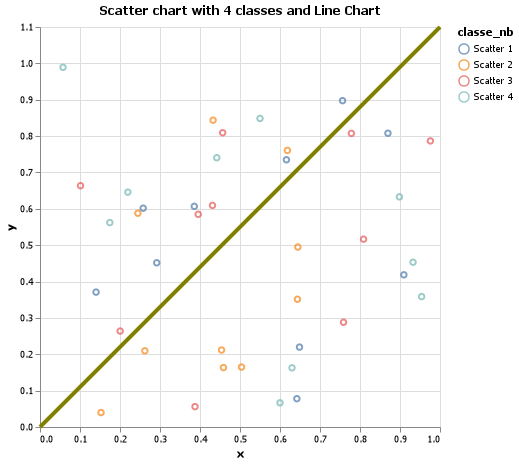 Scatter chart with 4 classes and Line Chart
classe_nb
Scatter 1
Scatter 2
Scatter 3
Scatter 4
y
1.1
1.0
0.9
0.8
0.7
0.6
0.5
0.4
0.3
0.2
0.1
0.0
0.0 0.1 0.2 0.3 0.4 0.5 0.6 0.7 0.8 0.9 1.0
x